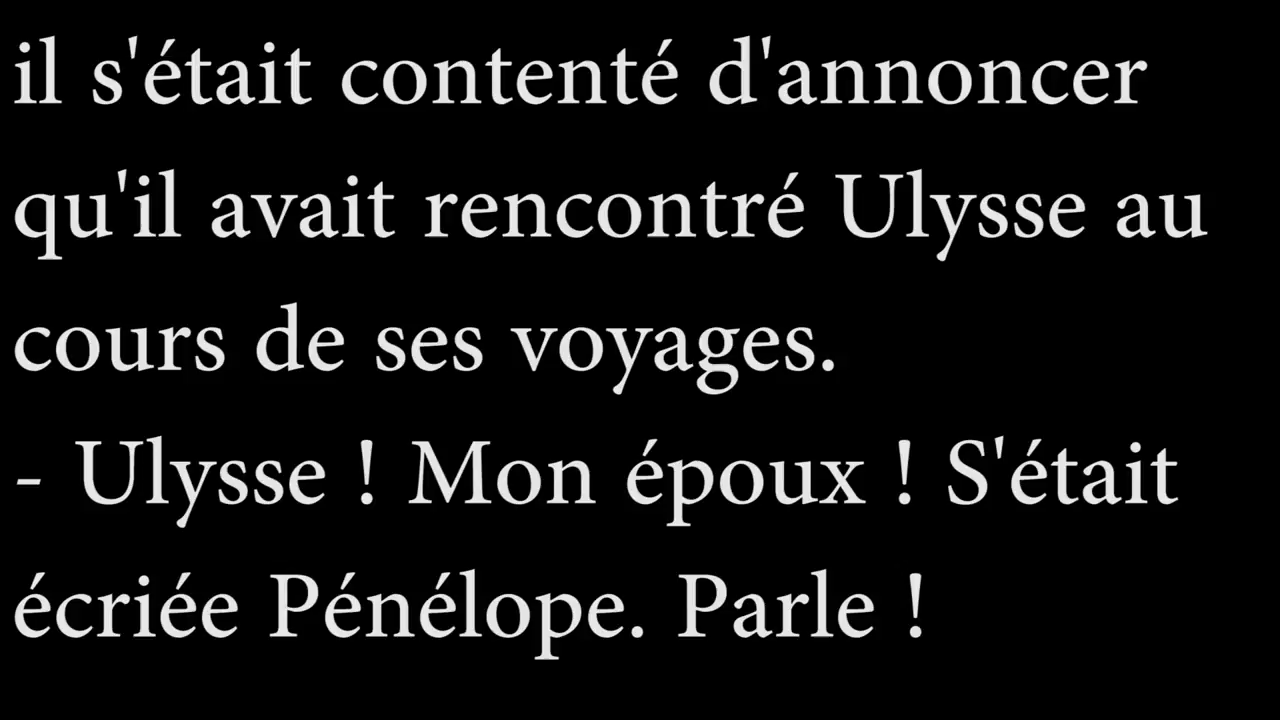 il s'était contenté d'annoncer
qu'il avait rencontré Ulysse au
cours de ses voyages.
- Ulysse ! Mon époux ! S'était
écriée Pénélope. Parle !